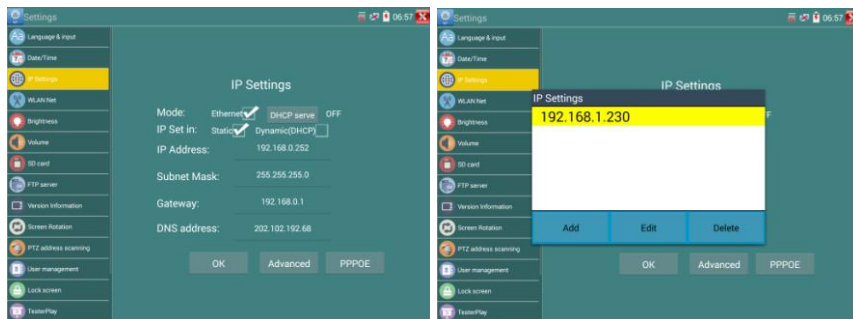 Settings
06:57
Language & input
Date/Time
IP Settings
WLAN Net
Brightness
Volume
SD card
FTP server
Version Information
Screen Rotation
PTZ address scanning
User management
Lock screen
TesterPlay
IP Settings
Mode: Ethernet DHCP serve OFF
IP Set in: Static Dynamic(DHCP)
IP Address: 192.168.0.252
Subnet Mask: 255.255.255.0
Gateway: 192.168.0.1
DNS address: 202.102.192.68
OK Advanced PPPOE
Settings
06:57
Language & input
Date/Time
IP Settings
WLAN Net
Brightness
Volume
SD card
FTP server
Version Information
Screen Rotation
PTZ address scanning
User management
Lock screen
TesterPlay
IP Settings
IP Settings
192.168.1.230
Add Edit Delete
OK Advanced PPPOE